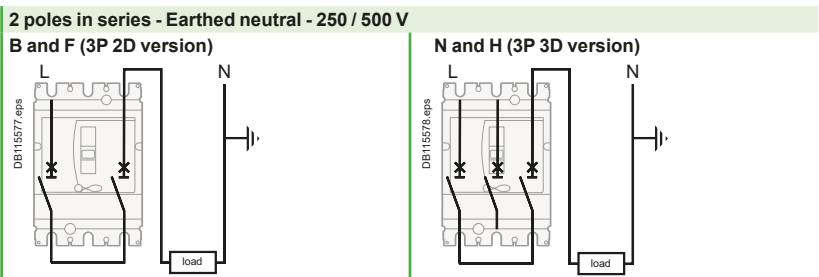 2 poles in series - Earthed neutral - 250 / 500 V
B and F (3P 2D version)
L
N
DB115577.eps
load
N and H (3P 3D version)
L
N
DB115578.eps
load